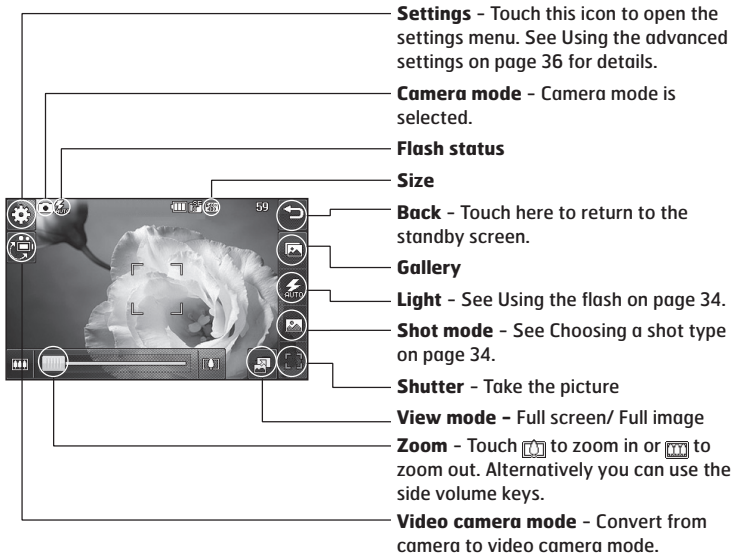 Settings – Touch this icon to open the
settings menu. See Using the advanced
settings on page 36 for details.
Camera mode – Camera mode is
selected.
Flash status
Size
59
Back – Touch here to return to the
standby screen.
Gallery
AUTO
Light – See Using the flash on page 34.
Shot mode – See Choosing a shot type
on page 34.
Shutter – Take the picture
View mode – Full screen/ Full image
Zoom – Touch to zoom in or to
zoom out. Alternatively you can use the
side volume keys.
Video camera mode – Convert from
camera to video camera mode.